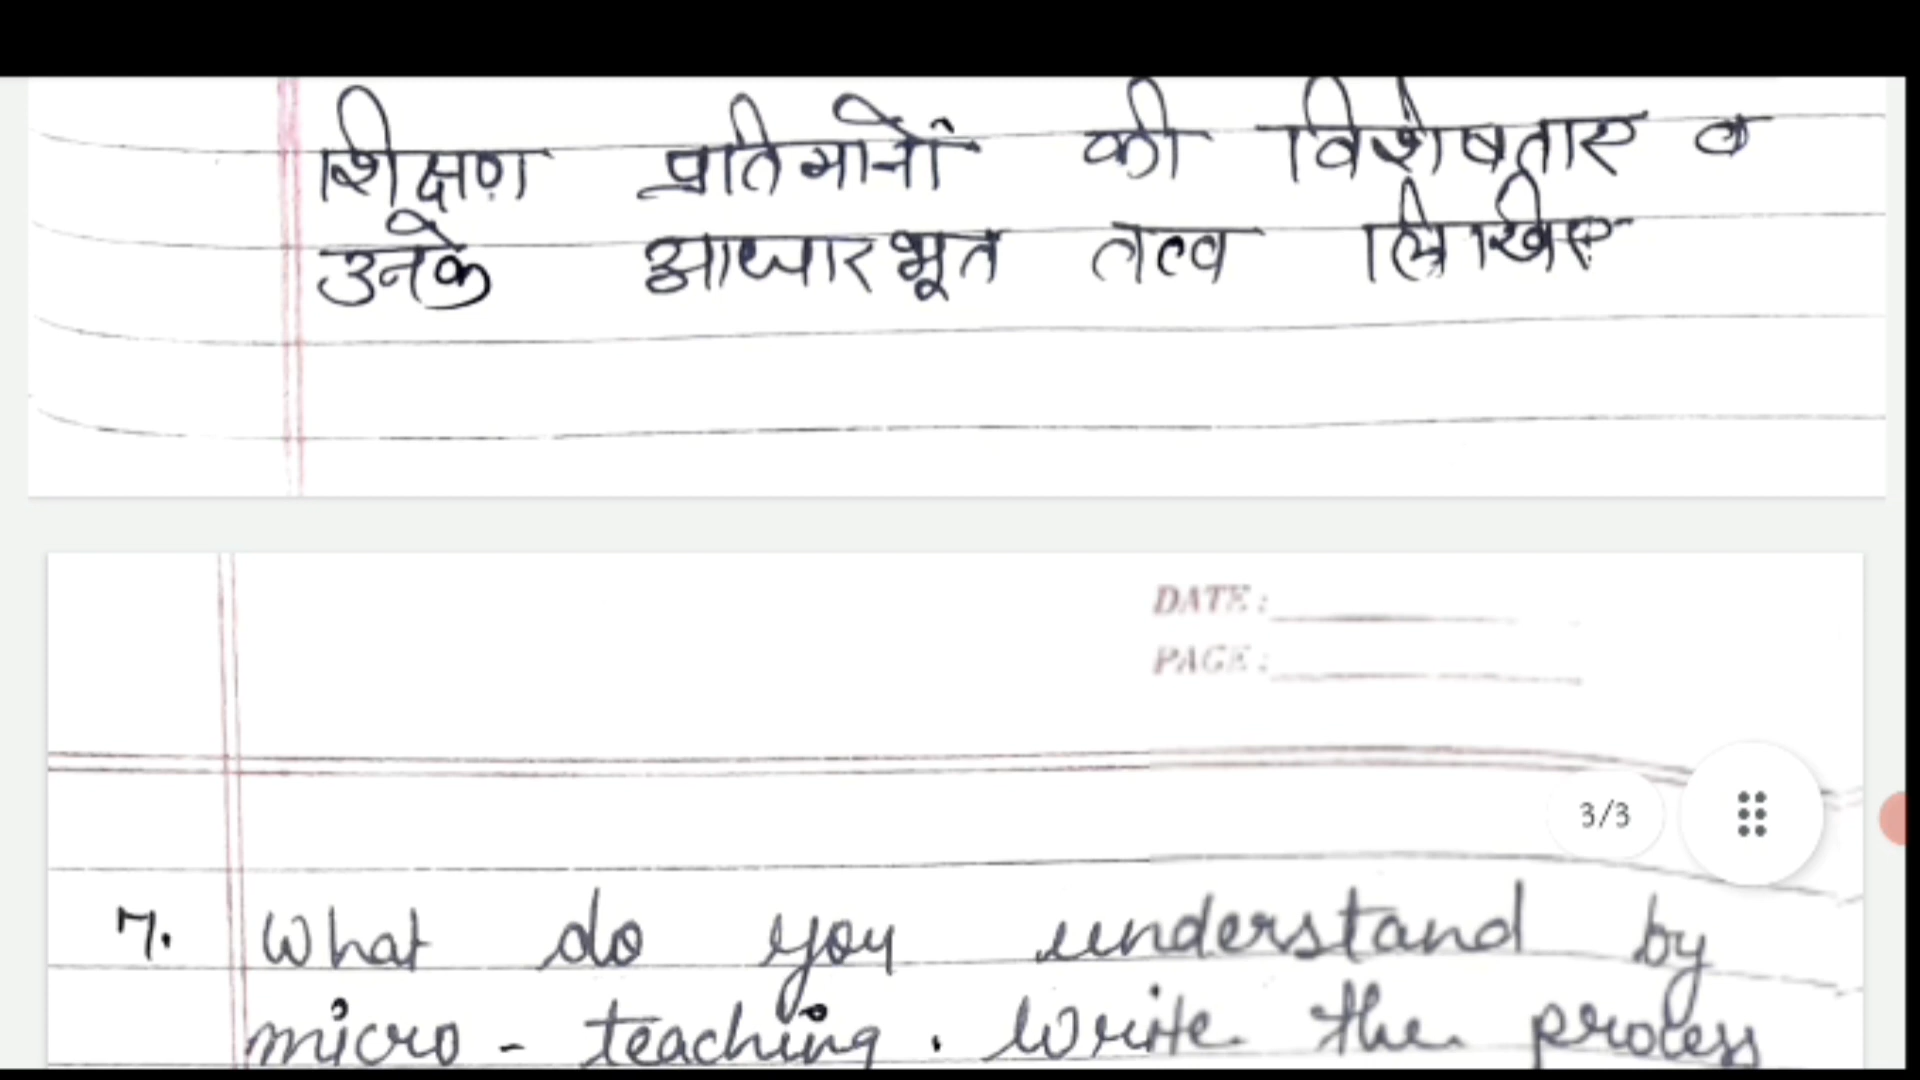 शिक्षण प्रतिमानों की विशेषताए व
उनके आधारभूत तत्व लिखिए
DATE:
PAGE:
3/3
7. What do you understand by
micro - teaching. Write the process